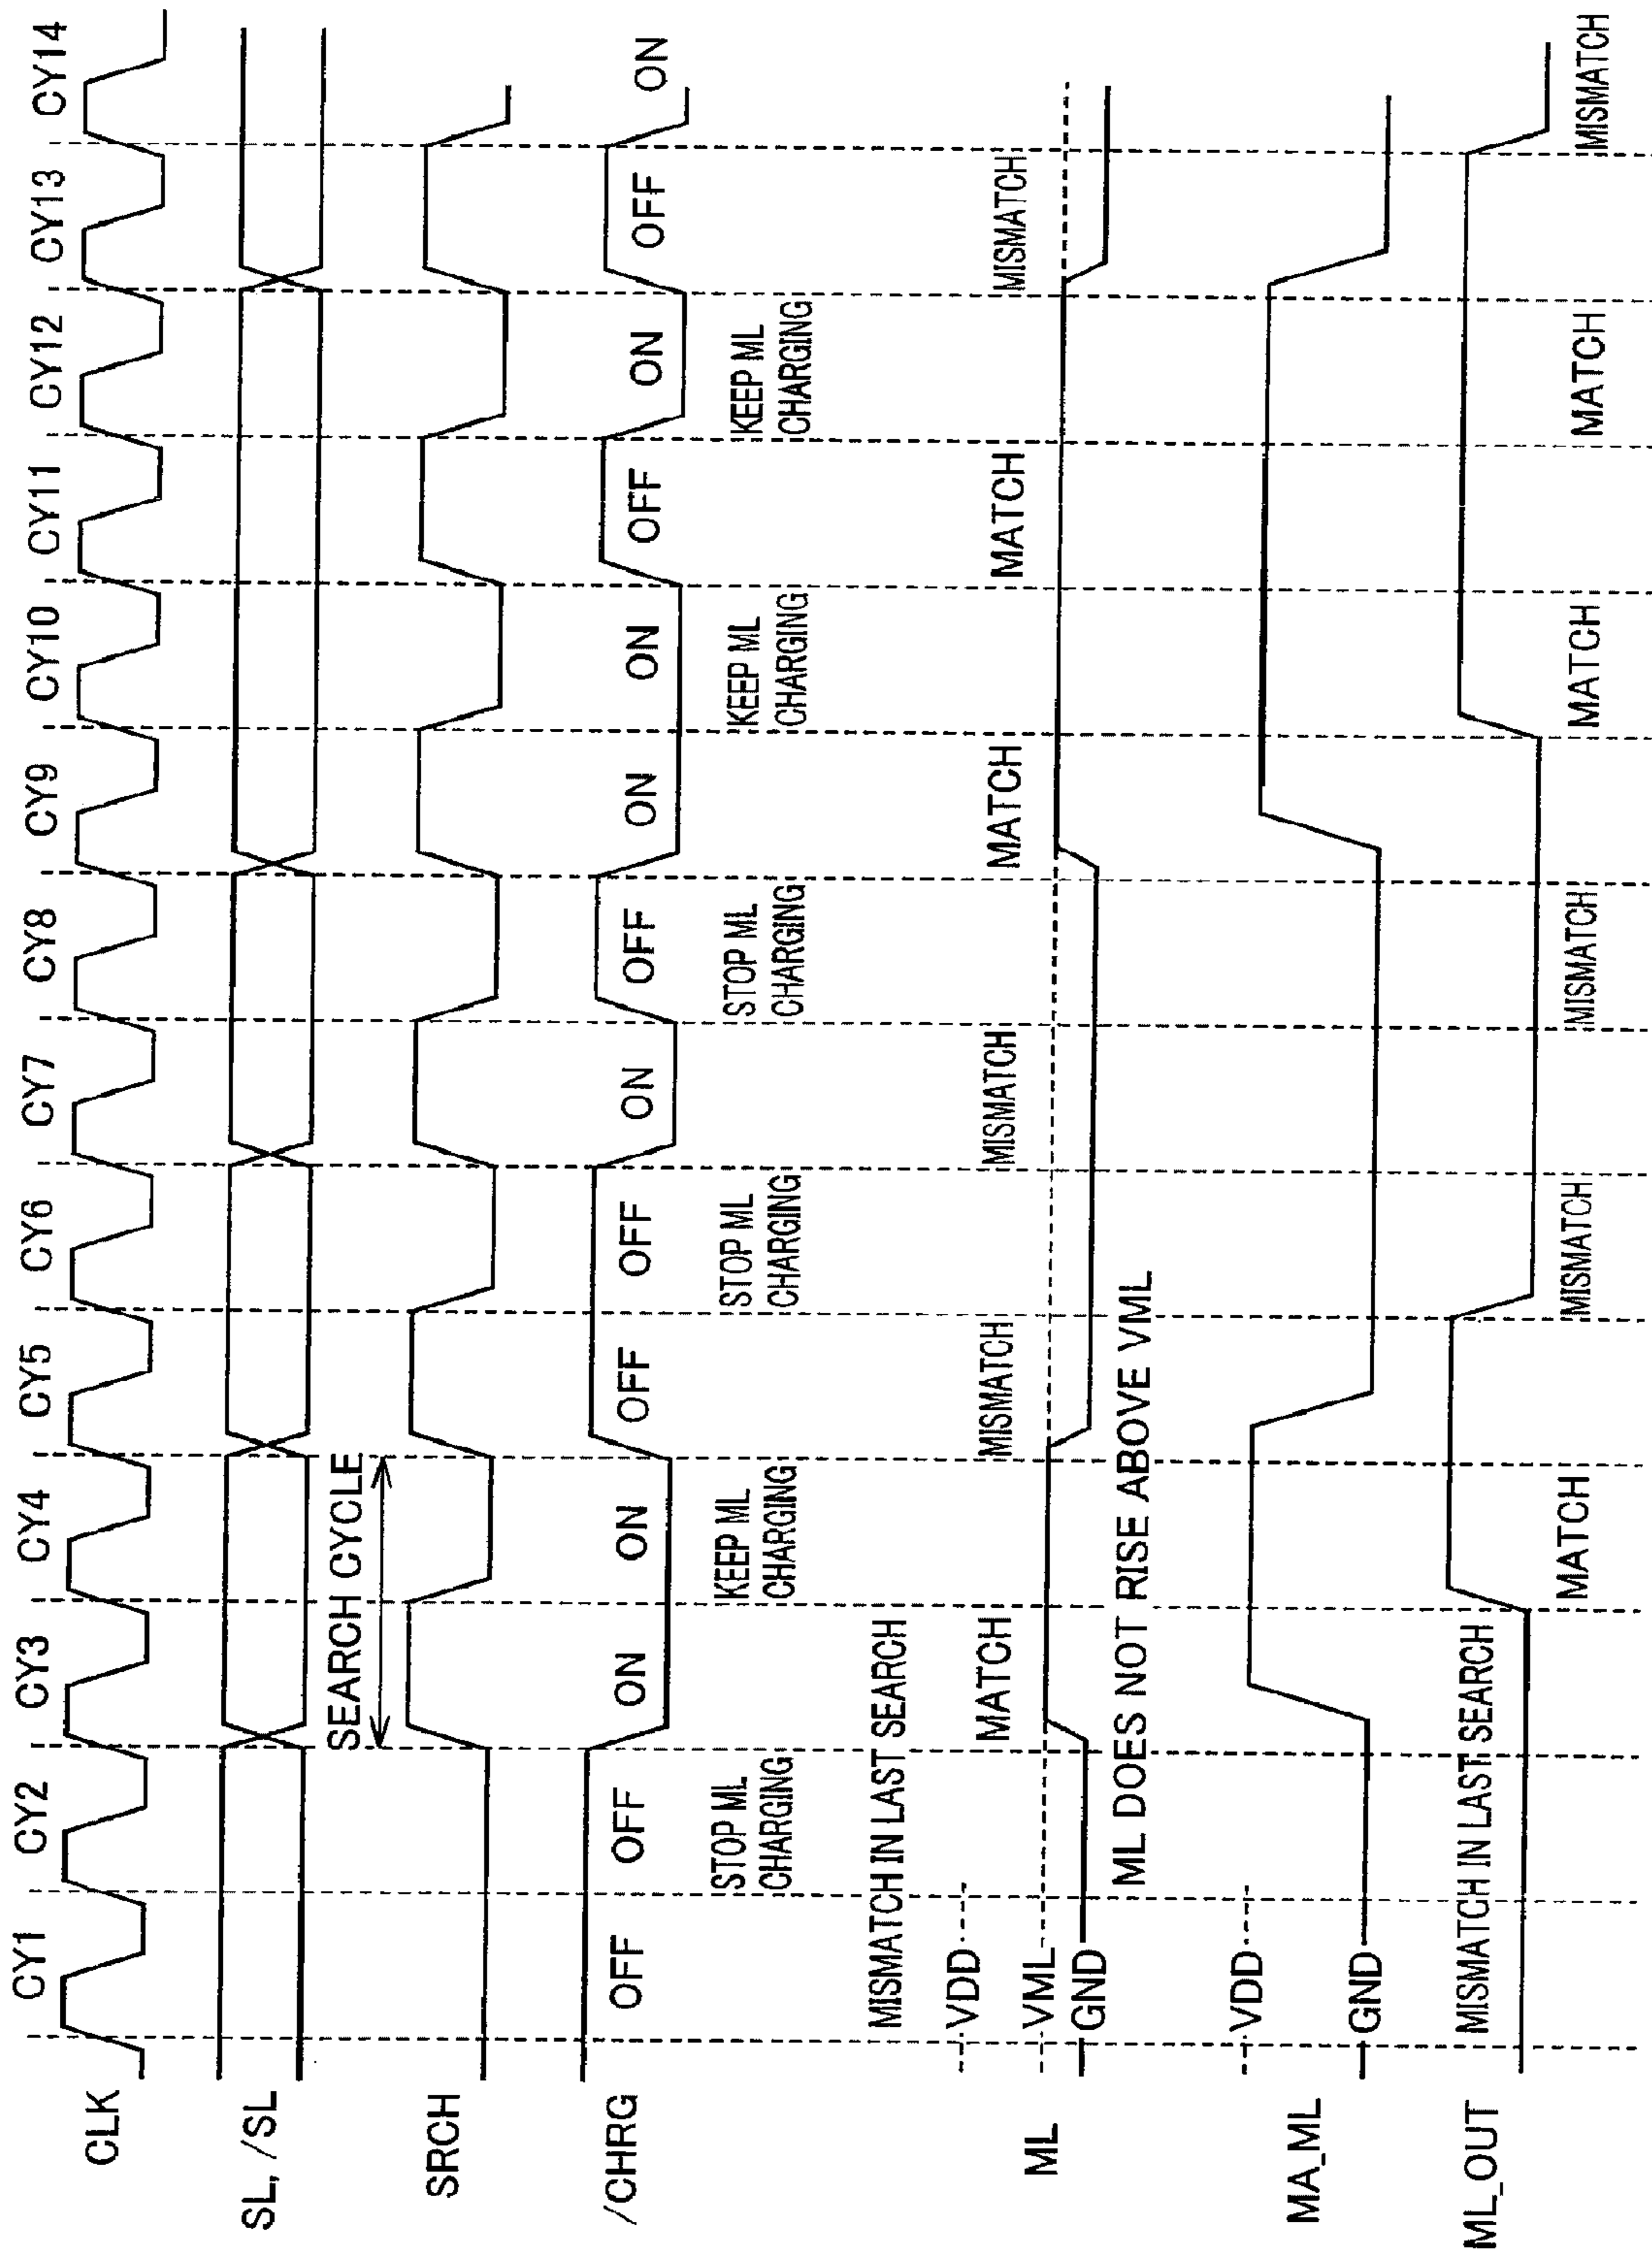 CY1 CY2 CY3 CY4 CY5 CY6 CY7 CY8 CY9 CY10 CY11 CY12 CY13 CY14
CLK
SL, /SL
SEARCH CYCLE
SRCH
/CHRG
OFF OFF ON ON OFF OFF ON OFF ON ON OFF ON OFF ON
STOP ML
CHARGING
KEEP ML
CHARGING
STOP ML
CHARGING
STOP ML
CHARGING
KEEP ML
CHARGING
KEEP ML
CHARGING
MISMATCH IN LAST SEARCH
VDD
MATCH MISMATCH MISMATCH MATCH MATCH MISMATCH
ML
VML
GND
ML DOES NOT RISE ABOVE VML
VDD
MA_ML
GND
MISMATCH IN LAST SEARCH
ML_OUT
MATCH MISMATCH MISMATCH MATCH MATCH MISMATCH